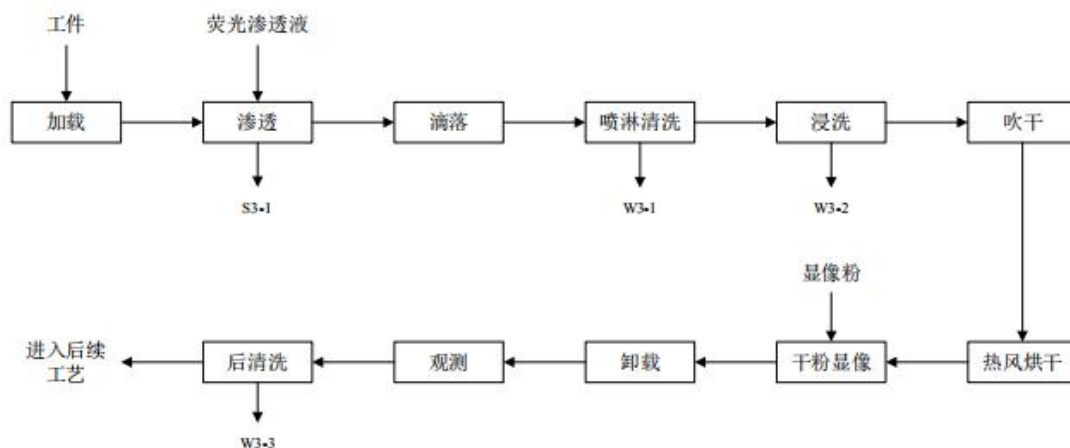 工件
荧光渗透液
加载
渗透
滴落
喷淋清洗
浸洗
吹干
S3-1
W3-1
W3-2
显像粉
进入后续
工艺
后清洗
观测
卸载
干粉显像
热风烘干
W3-3